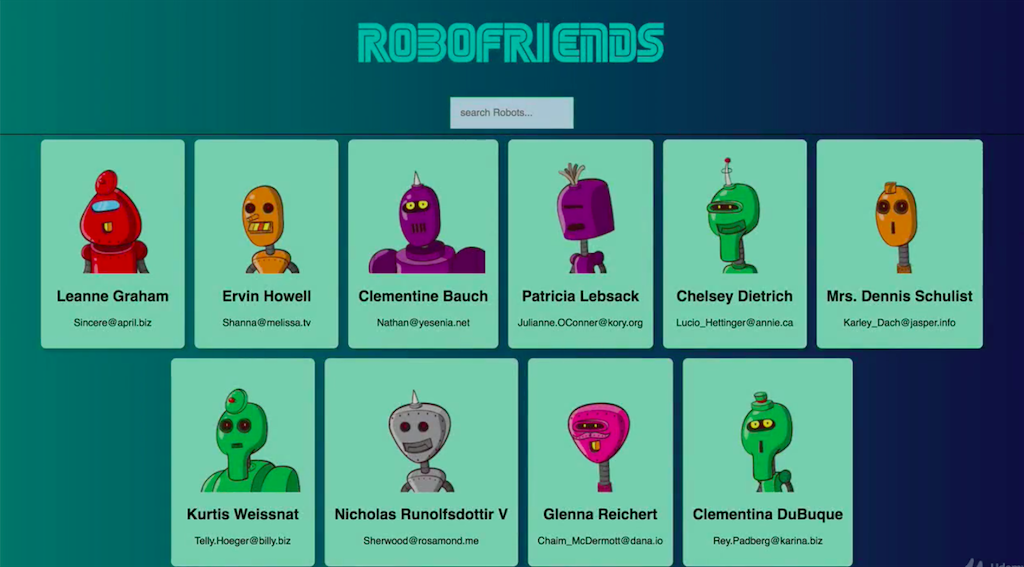 ROBOFRIENDS
search Robots...
Leanne Graham
Sincere@april.biz
Ervin Howell
Shanna@melissa.tv
Clementine Bauch
Nathan@yesenia.net
Patricia Lebsack
Julianne.OConner@kory.org
Chelsey Dietrich
Lucio_Hettinger@annie.ca
Mrs. Dennis Schulist
Karley_Dach@jasper.info
Kurtis Weissnat
Telly.Hoeger@billy.biz
Nicholas Runolfsdottir V
Sherwood@rosamond.me
Glenna Reichert
Chaim_McDermott@dana.io
Clementina DuBuque
Rey.Padberg@karina.biz